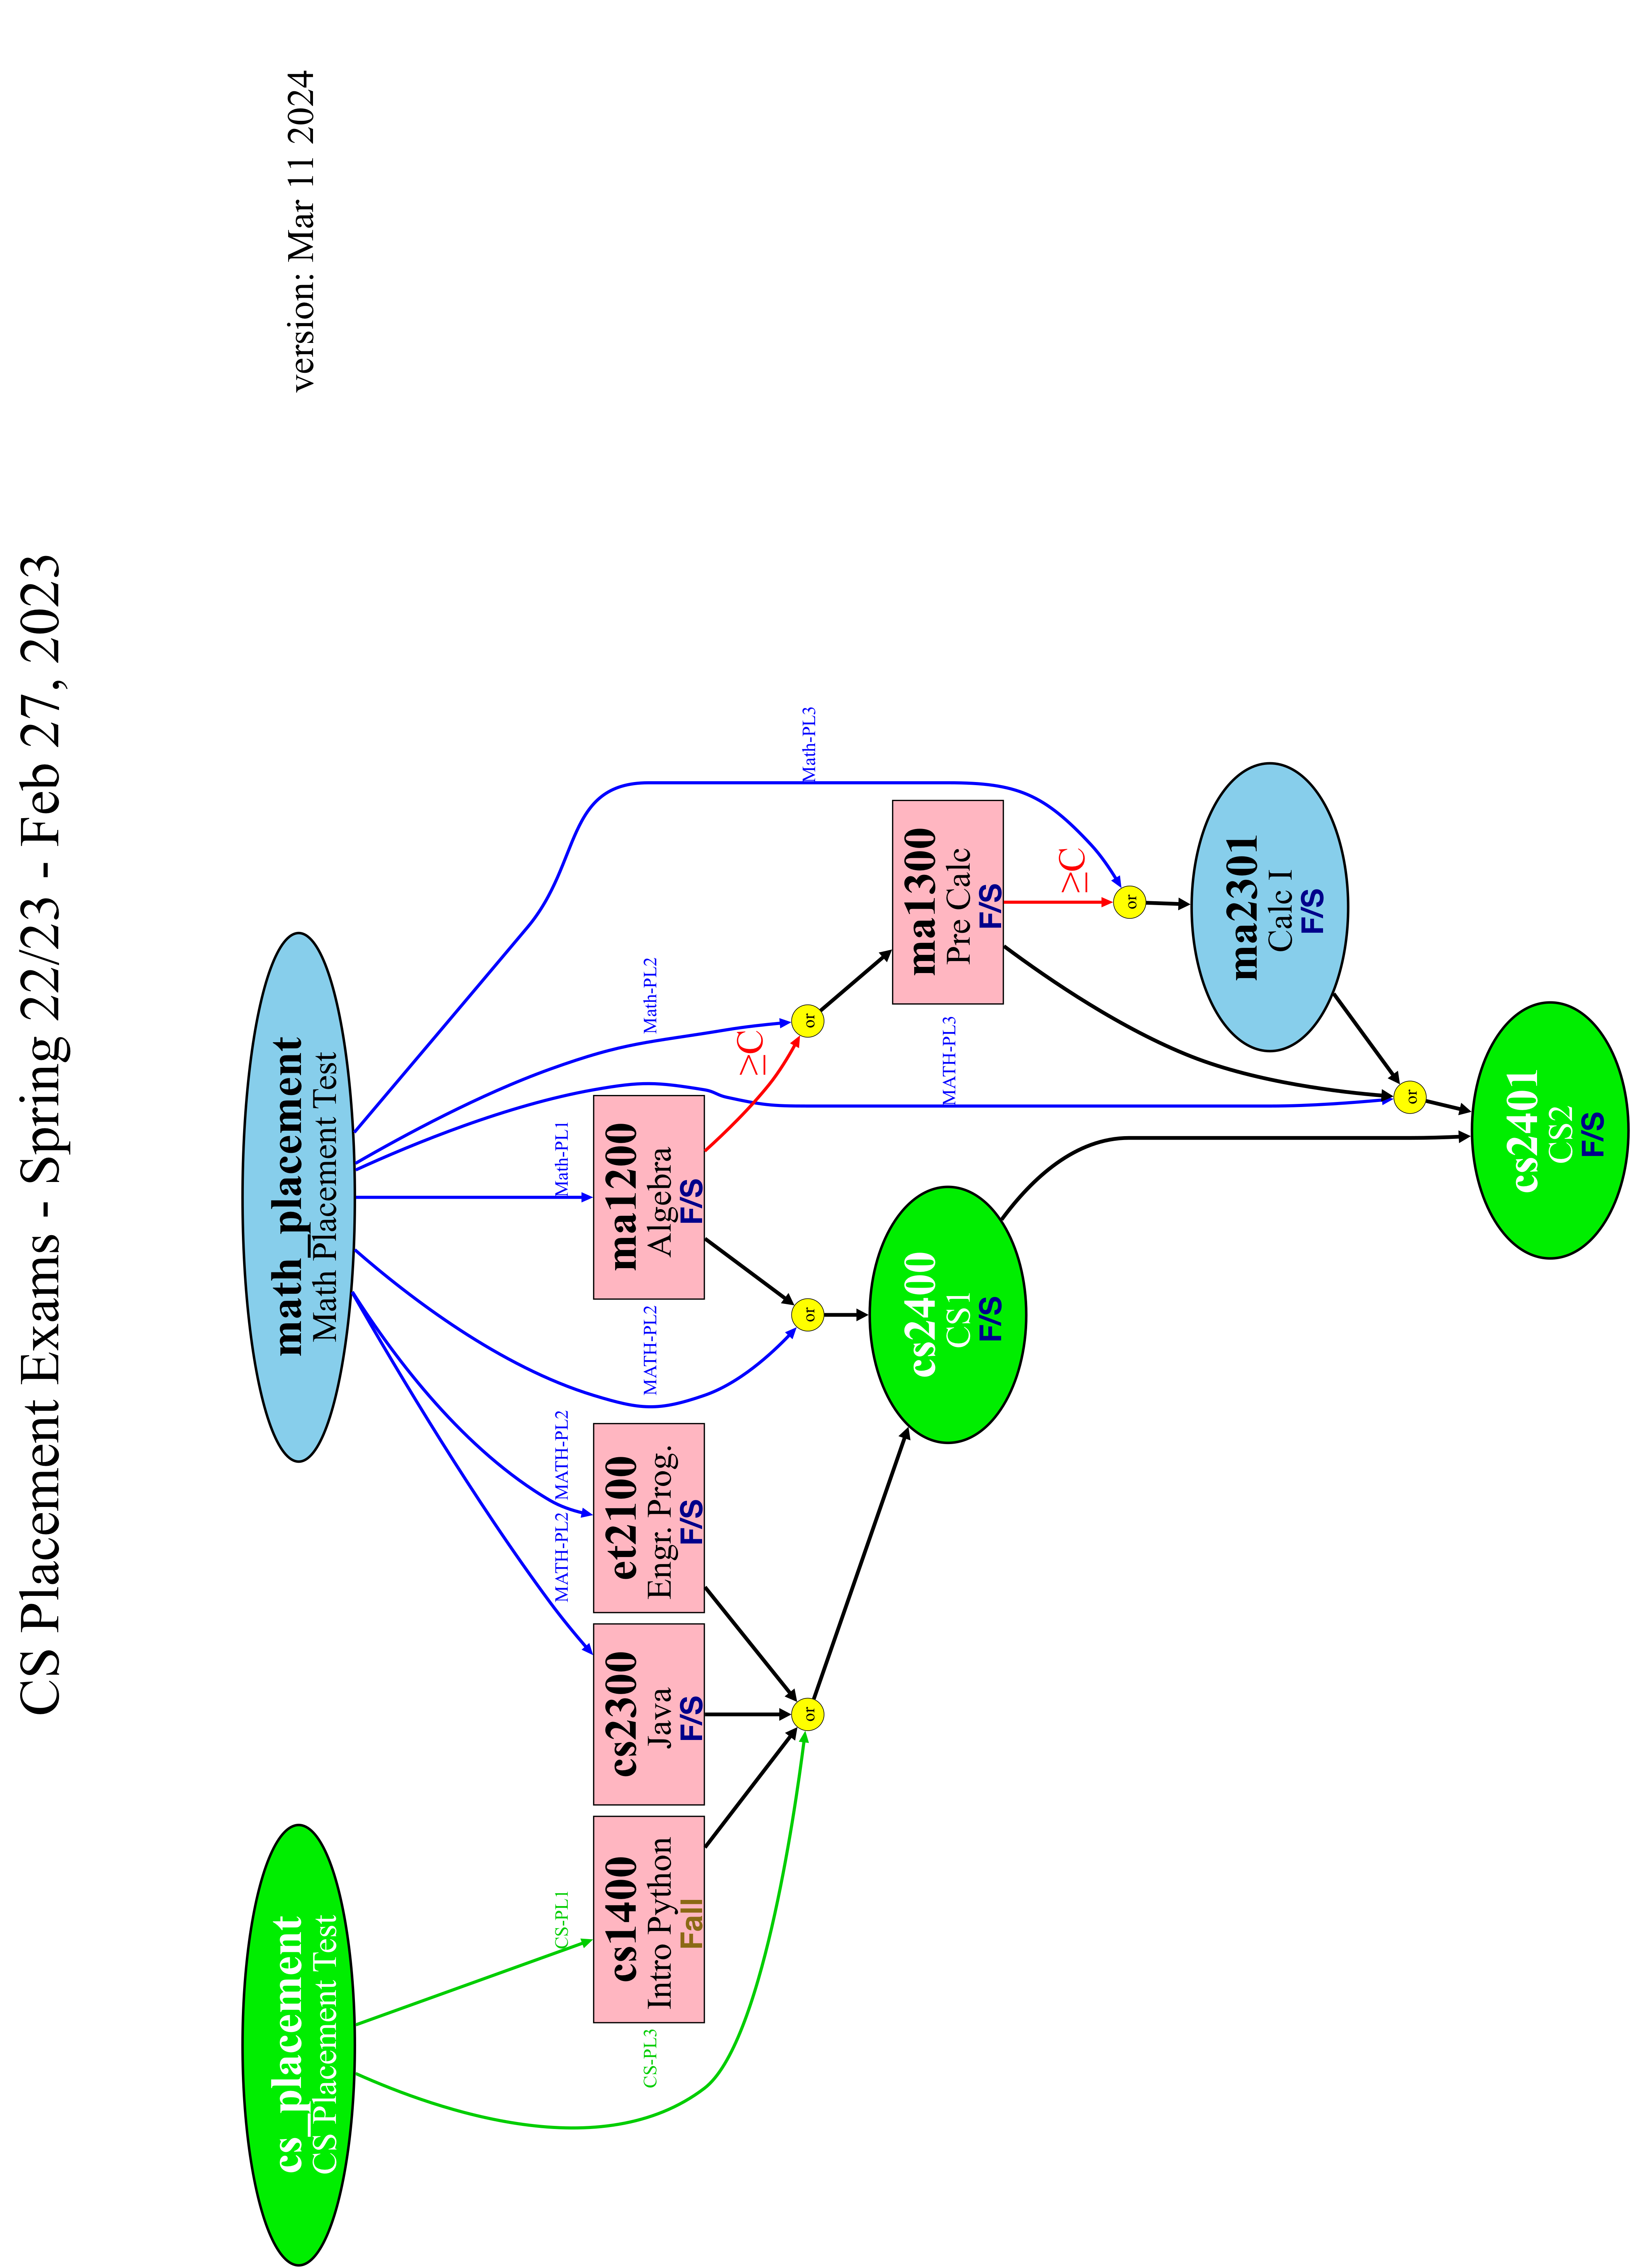 CS Placement Exams - Spring 22/23 - Feb 27, 2023
version: Mar 11 2024
cs_placement
CS Placement Test
math_placement
Math Placement Test
CS-PL1
MATH-PL2
MATH-PL2
Math-PL1
cs1400
Intro Python
Fall
cs2300
Java
F/S
et2100
Engr. Prog.
F/S
ma1200
Algebra
F/S
CS-PL3
MATH-PL2
Math-PL2
≥C
or
or
or
Math-PL3
cs2400
CS1
F/S
MATH-PL3
ma1300
Pre Calc
F/S
≥C
or
ma2301
Calc I
F/S
or
cs2401
CS2
F/S